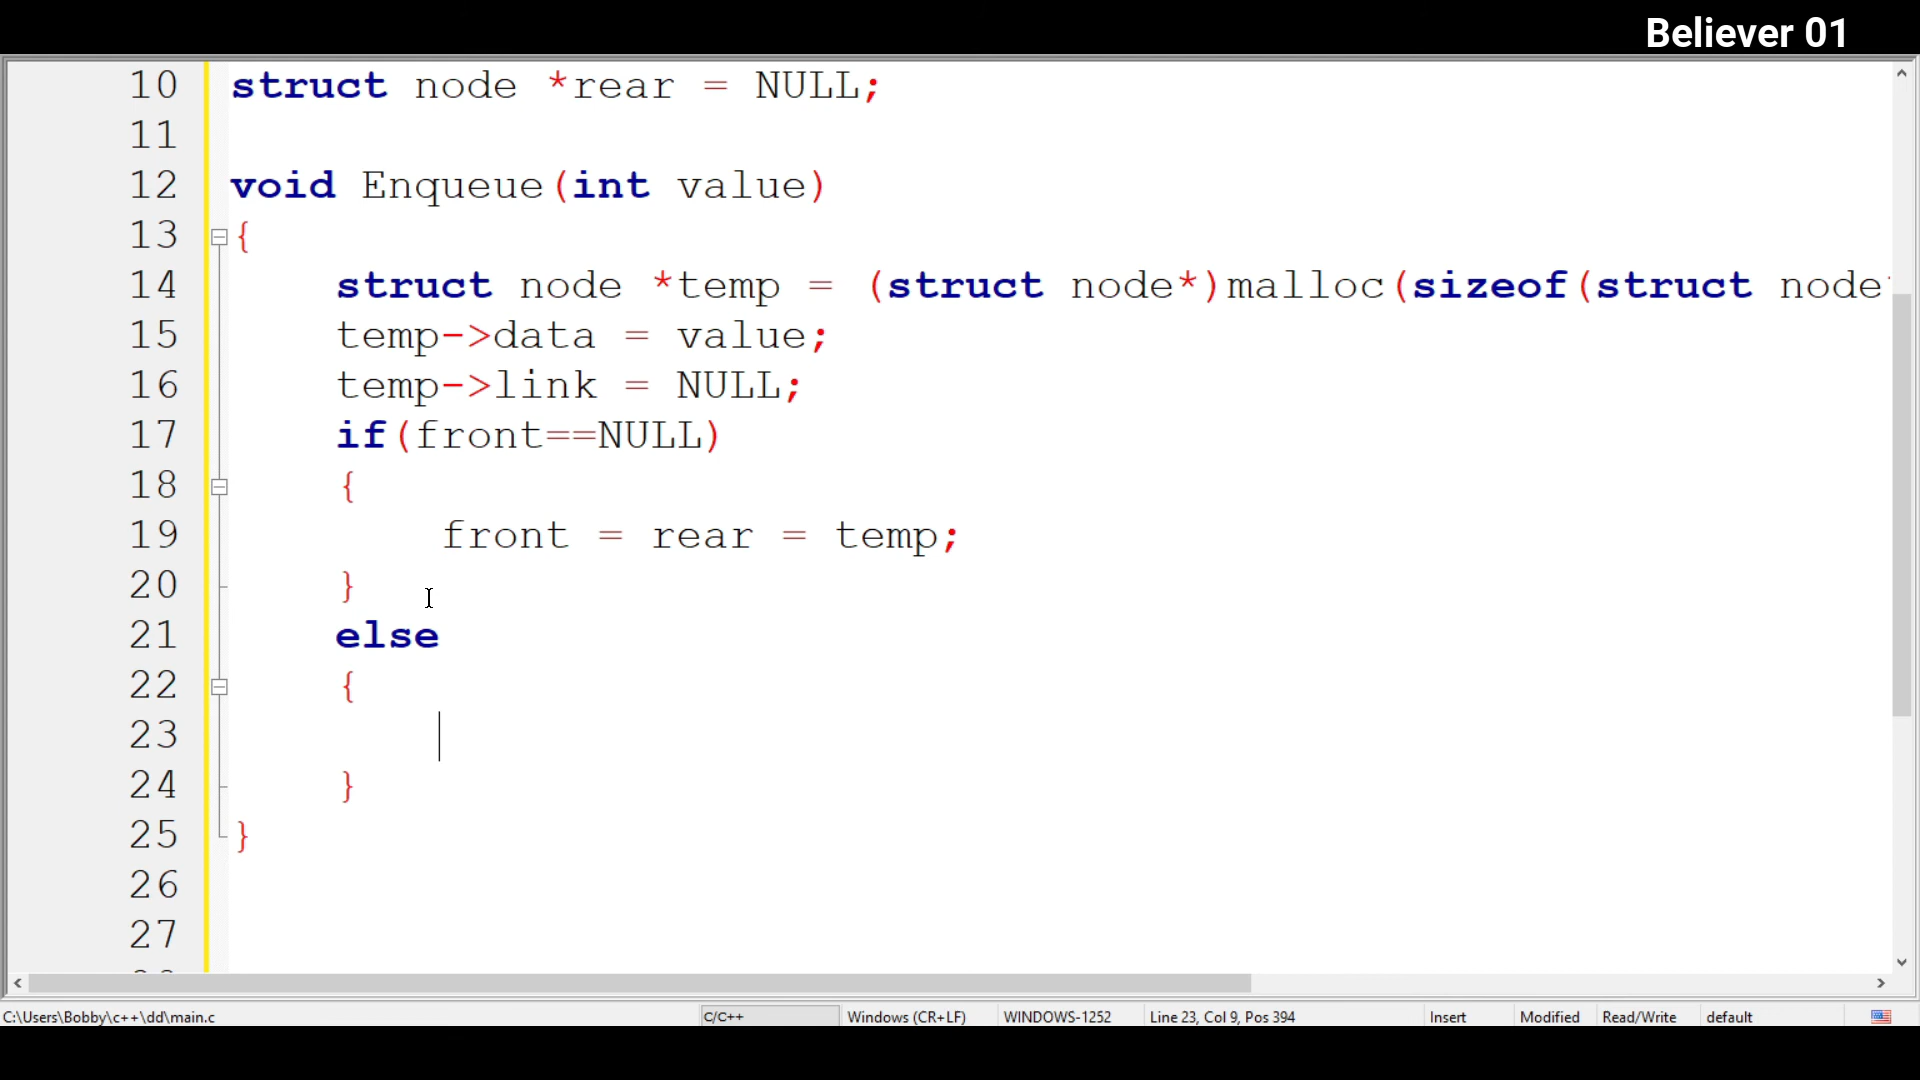 Believer 01
10 struct node *rear = NULL;
11
12 void Enqueue(int value)
13 {
14 struct node *temp = (struct node*)malloc(sizeof(struct node
15 temp->data = value;
16 temp->link = NULL;
17 if(front==NULL)
18 {
19 front = rear = temp;
20 }
21 else
22 {
23
24 }
25 }
26
27
C:\Users\Bobby\c++\dd\main.c C/C++ Windows (CR+LF) WINDOWS-1252 Line 23, Col 9, Pos 394 Insert Modified Read/Write default